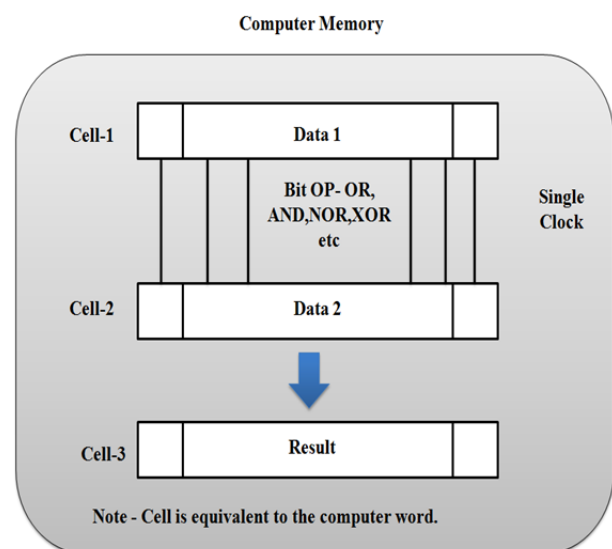 Computer Memory
Cell-1
Data 1
Bit OP- OR,
AND,NOR,XOR
etc
Single
Clock
Cell-2
Data 2
Cell-3
Result
Note - Cell is equivalent to the computer word.